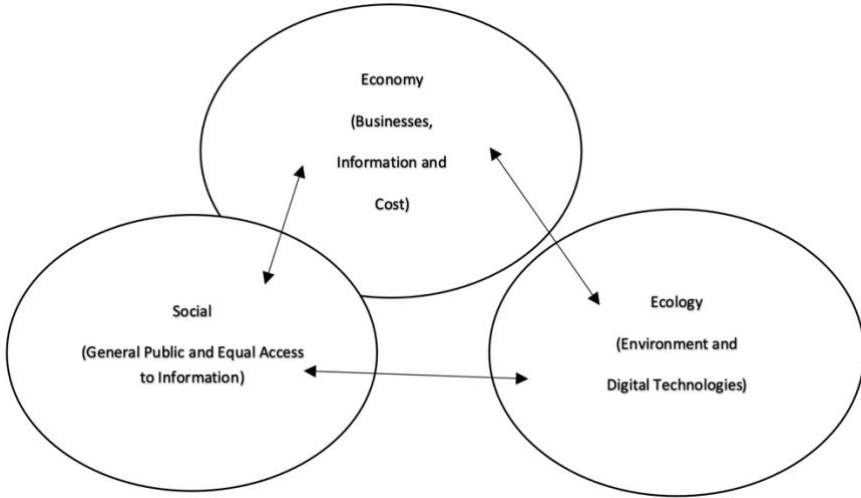 Economy
(Businesses,
Information and
Cost)
Social
(General Public and Equal Access
to Information)
Ecology
(Environment and
Digital Technologies)